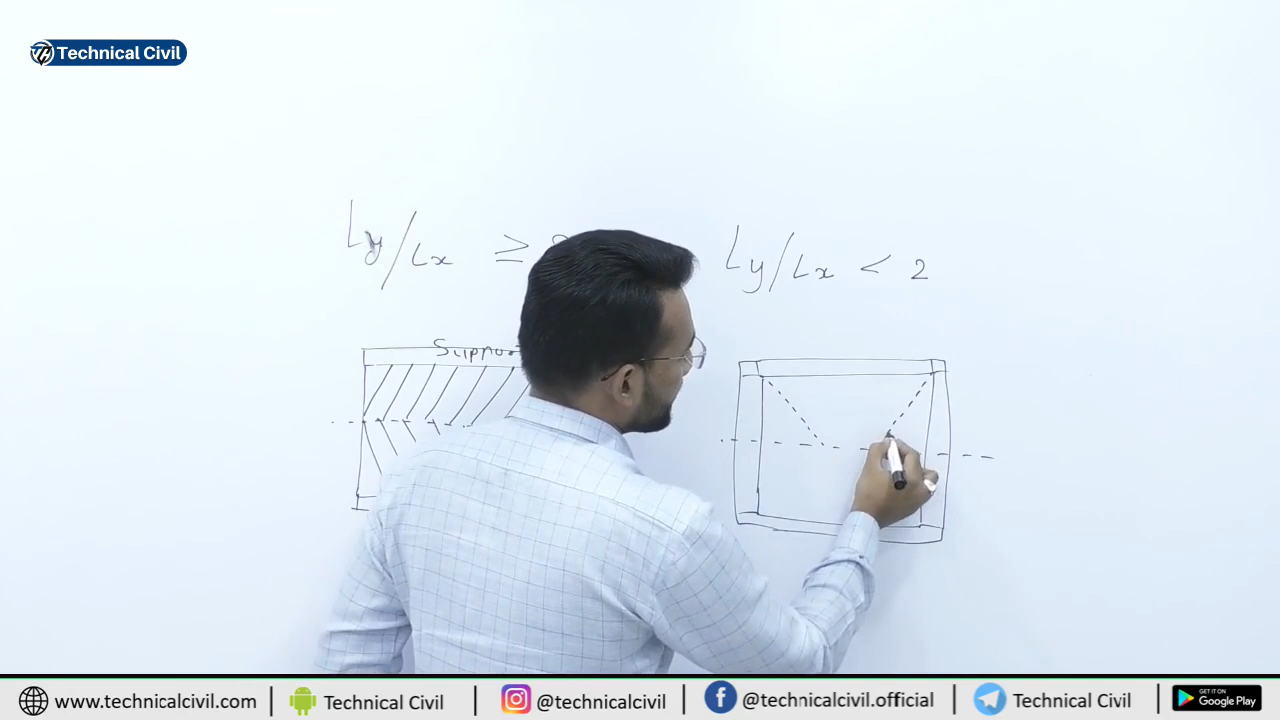 Technical Civil
Ly/Lx ≥
Ly/Lx < 2
www.technicalcivil.com
Technical Civil
@technicalcivil
@technicalcivil.official
Technical Civil
GET IT ON
Google Play